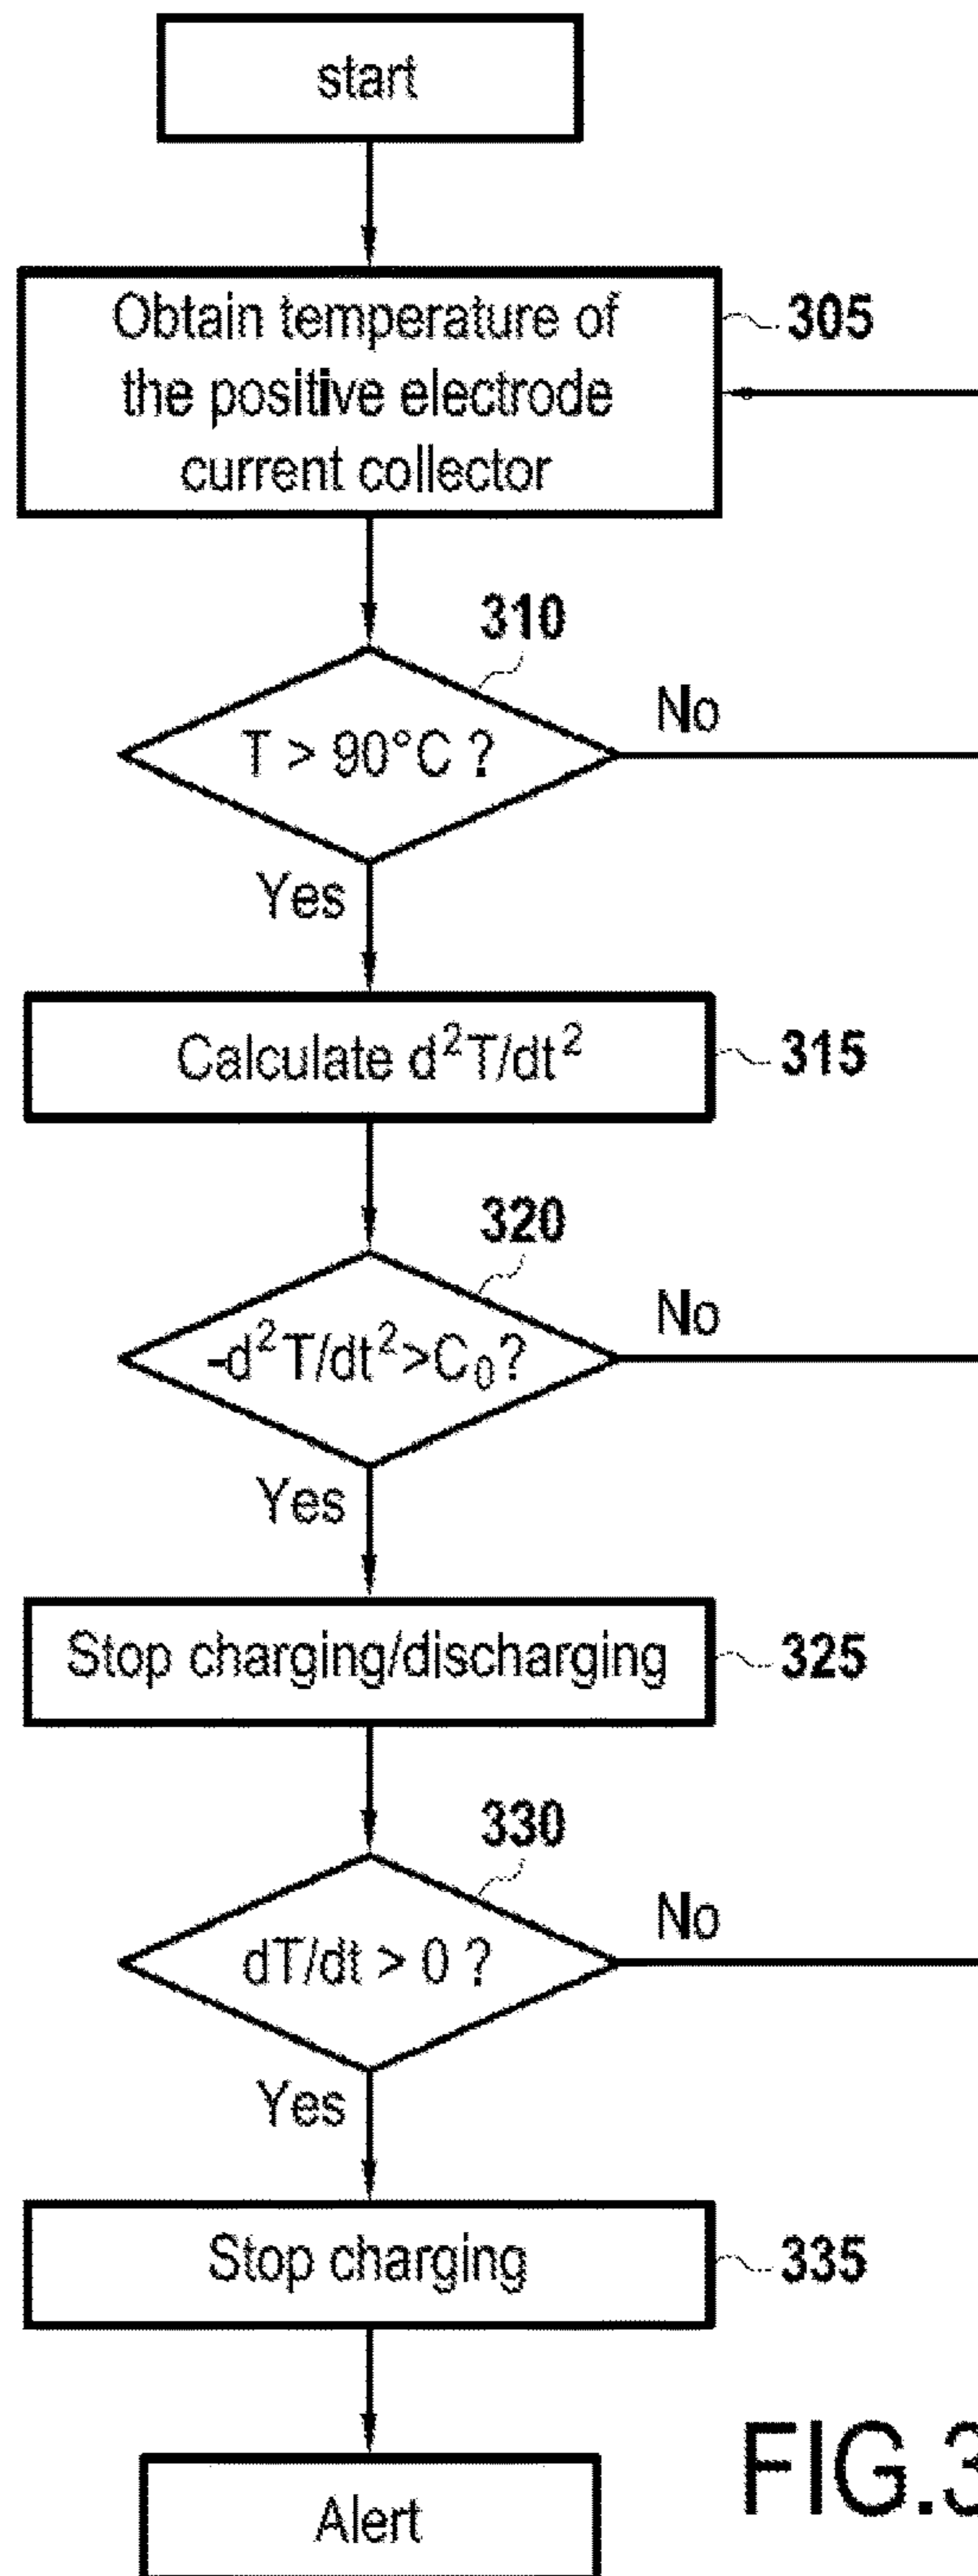 start
Obtain temperature of
the positive electrode
current collector
305
310
T > 90°C ?
No
Yes
Calculate d²T/dt²
315
320
-d²T/dt²>C₀?
No
Yes
Stop charging/discharging
325
330
dT/dt > 0 ?
No
Yes
Stop charging
335
Alert
FIG.3